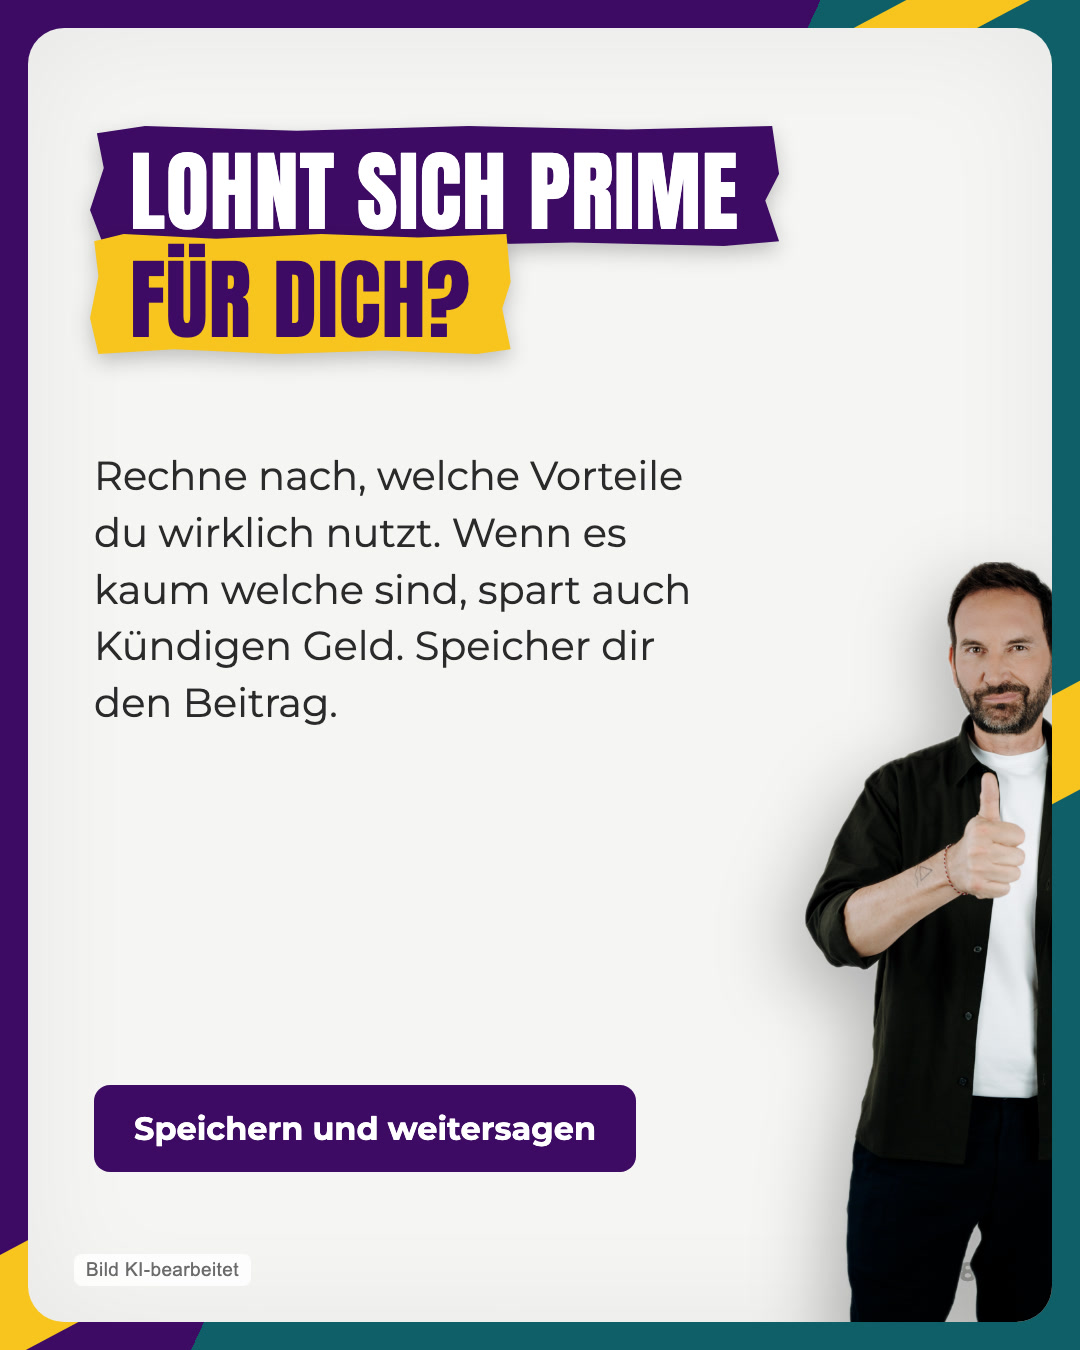 LOHNT SICH PRIME
FÜR DICH?
Rechne nach, welche Vorteile
du wirklich nutzt. Wenn es
kaum welche sind, spart auch
Kündigen Geld. Speicher dir
den Beitrag.
Speichern und weitersagen
Bild KI-bearbeitet